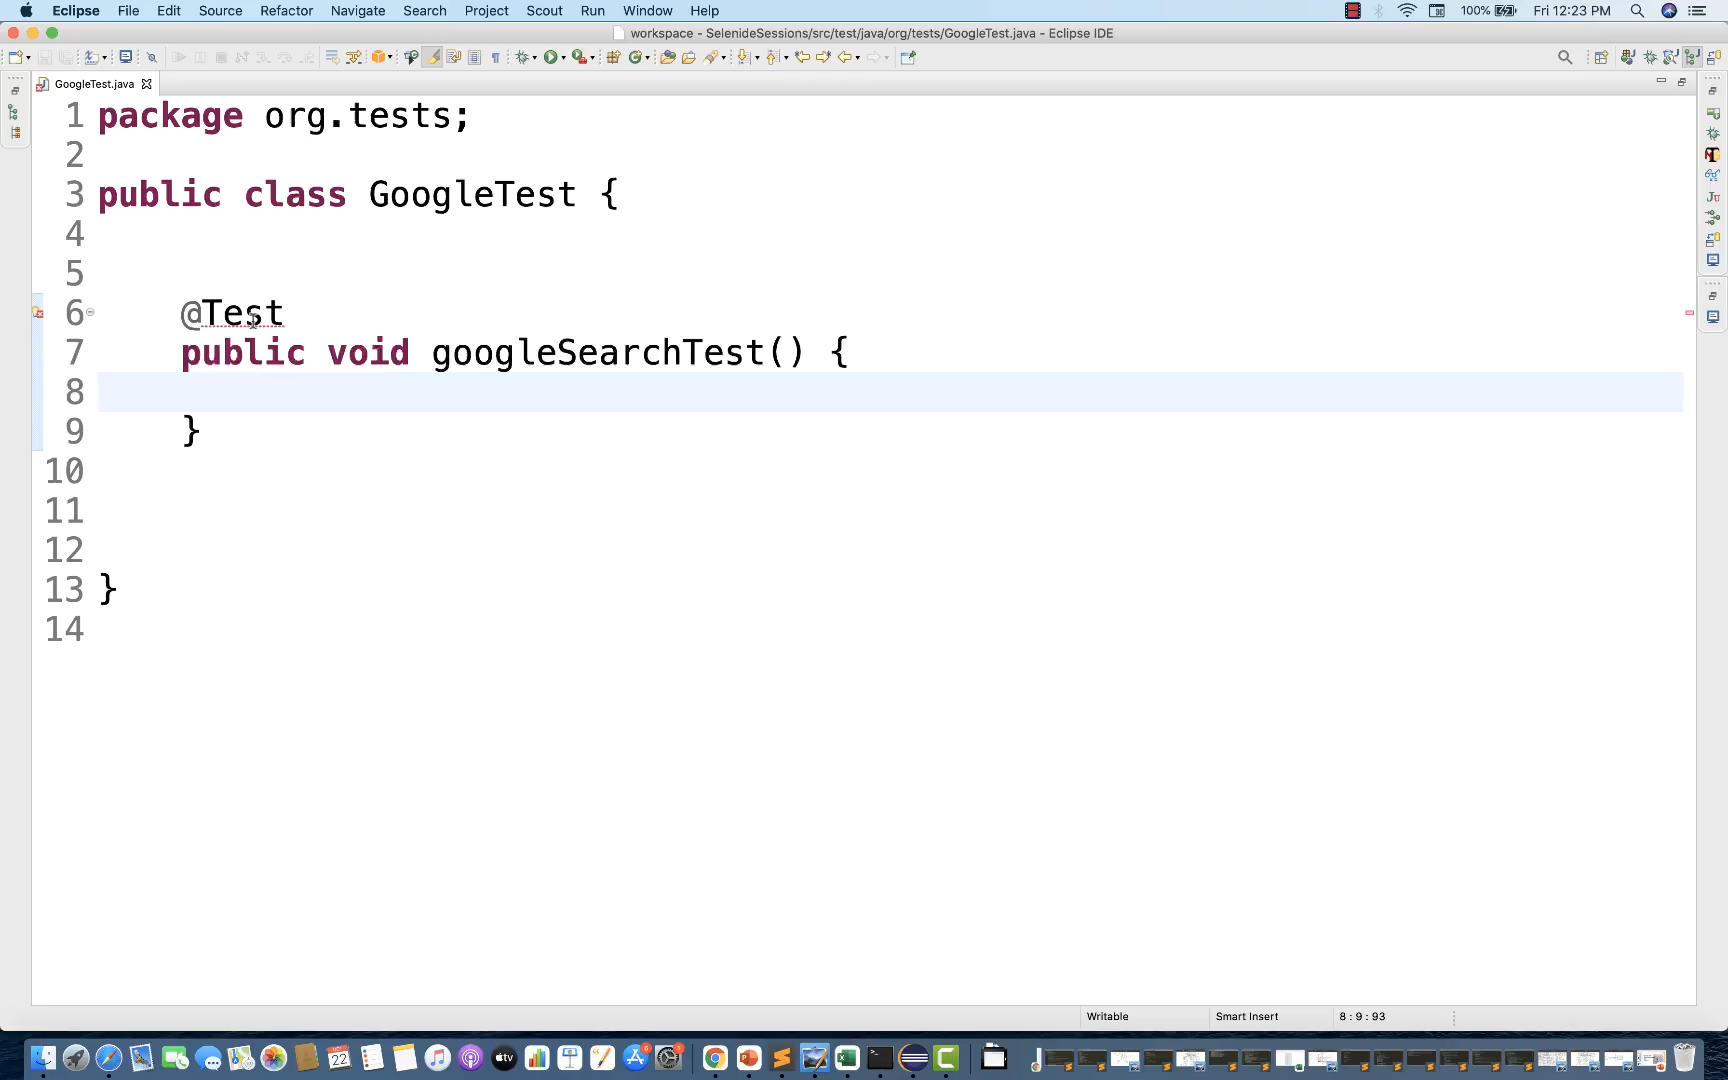 Eclipse File Edit Source Refactor Navigate Search Project Scout Run Window Help 100% Fri 12:23 PM
workspace - SelenideSessions/src/test/java/org/tests/GoogleTest.java - Eclipse IDE
GoogleTest.java
1 package org.tests;
2
3 public class GoogleTest {
4
5
6 @Test
7 public void googleSearchTest() {
8
9 }
10
11
12
13 }
14
Writable Smart Insert 8 : 9 : 93